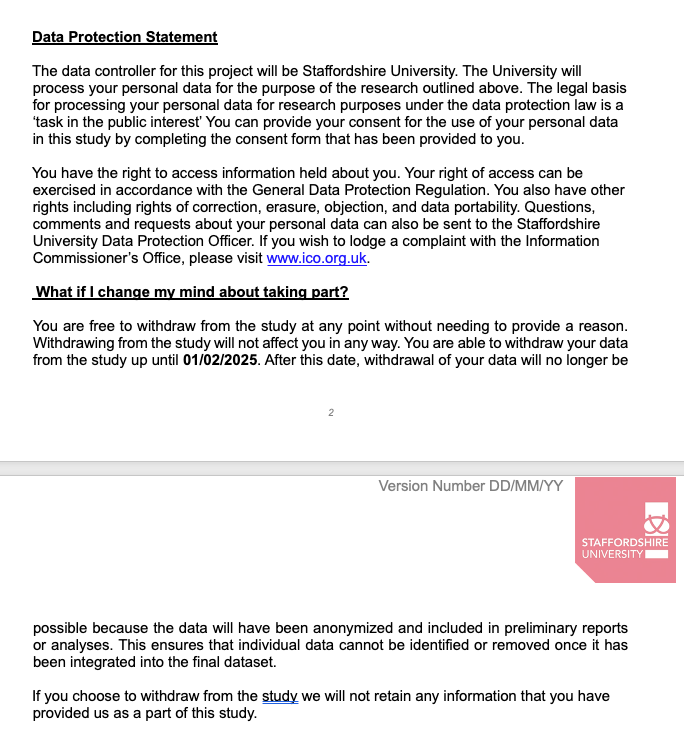 Data Protection Statement
The data controller for this project will be Staffordshire University. The University will
process your personal data for the purpose of the research outlined above. The legal basis
for processing your personal data for research purposes under the data protection law is a
‘task in the public interest’ You can provide your consent for the use of your personal data
in this study by completing the consent form that has been provided to you.
You have the right to access information held about you. Your right of access can be
exercised in accordance with the General Data Protection Regulation. You also have other
rights including rights of correction, erasure, objection, and data portability. Questions,
comments and requests about your personal data can also be sent to the Staffordshire
University Data Protection Officer. If you wish to lodge a complaint with the Information
Commissioner’s Office, please visit www.ico.org.uk.
What if I change my mind about taking part?
You are free to withdraw from the study at any point without needing to provide a reason.
Withdrawing from the study will not affect you in any way. You are able to withdraw your data
from the study up until 01/02/2025. After this date, withdrawal of your data will no longer be
2
Version Number DD/MM/YY
STAFFORDSHIRE
UNIVERSITY
possible because the data will have been anonymized and included in preliminary reports
or analyses. This ensures that individual data cannot be identified or removed once it has
been integrated into the final dataset.
If you choose to withdraw from the study we will not retain any information that you have
provided us as a part of this study.